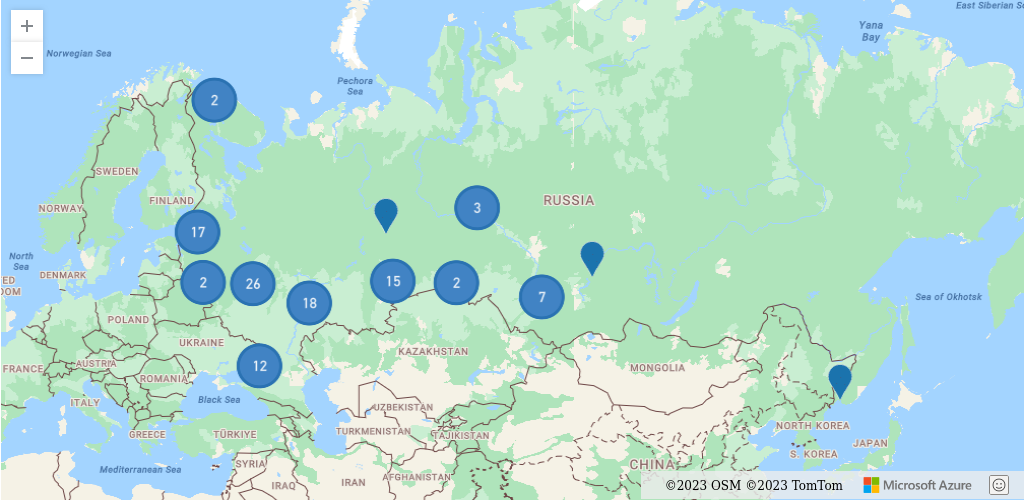 East Siberian Se
Yana
Bay
+
Norwegian Sea
−
Pechora
Sea
2
SWEDEN
FINLAND
RUSSIA
NORWAY
3
17
North
Sea
DENMARK
ED
DOM
2
26
15
2
18
7
Sea of Okhotsk
POLAND
UKRAINE
KAZAKHSTAN
FRANCE
AUSTRIA
12
MONGOLIA
ROMANIA
Black Sea
ITALY
UZBEKISTAN
NORTH KOREA
GREECE
TÜRKIYE
TURKMENISTAN
TAJIKISTAN
JAPAN
S. KOREA
Mediterranean Sea
SYRIA
CHINA
IRAQ
IRAN
AFGHANISTAN
©2023 OSM ©2023 TomTom
Microsoft Azure